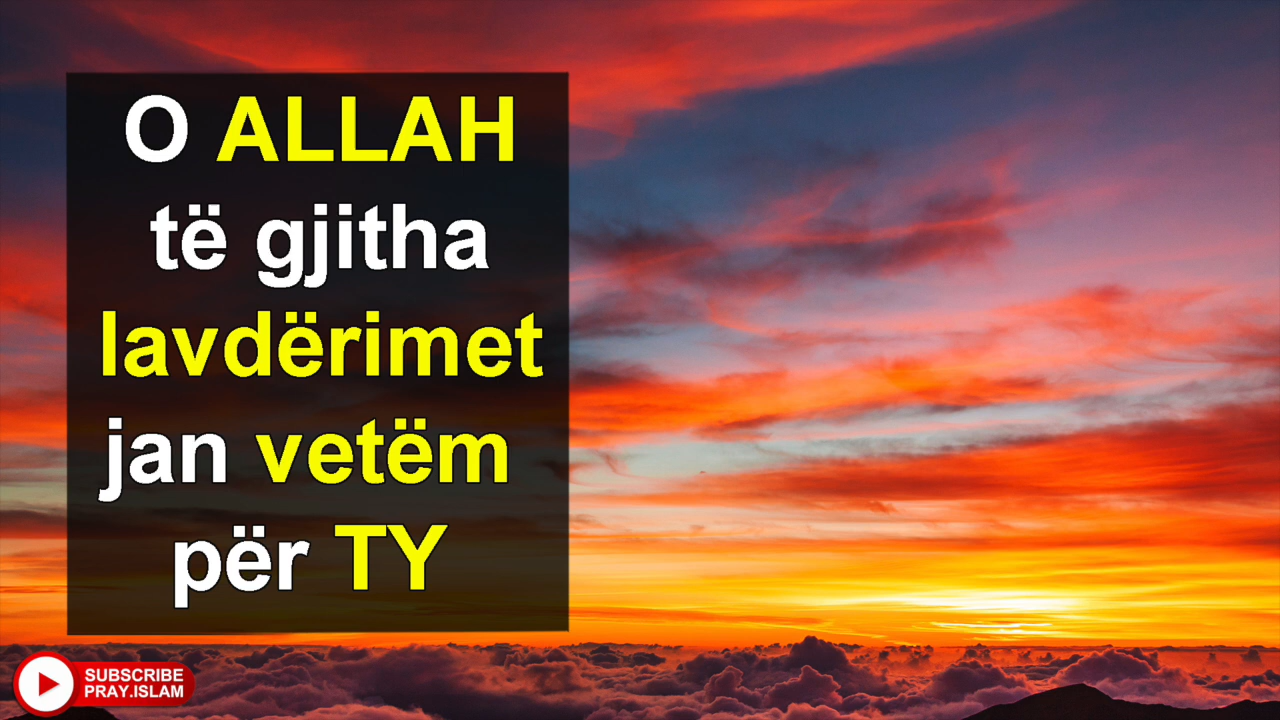 O ALLAH
të gjitha
lavdërimet
jan vetëm
për TY
SUBSCRIBE
PRAY.ISLAM